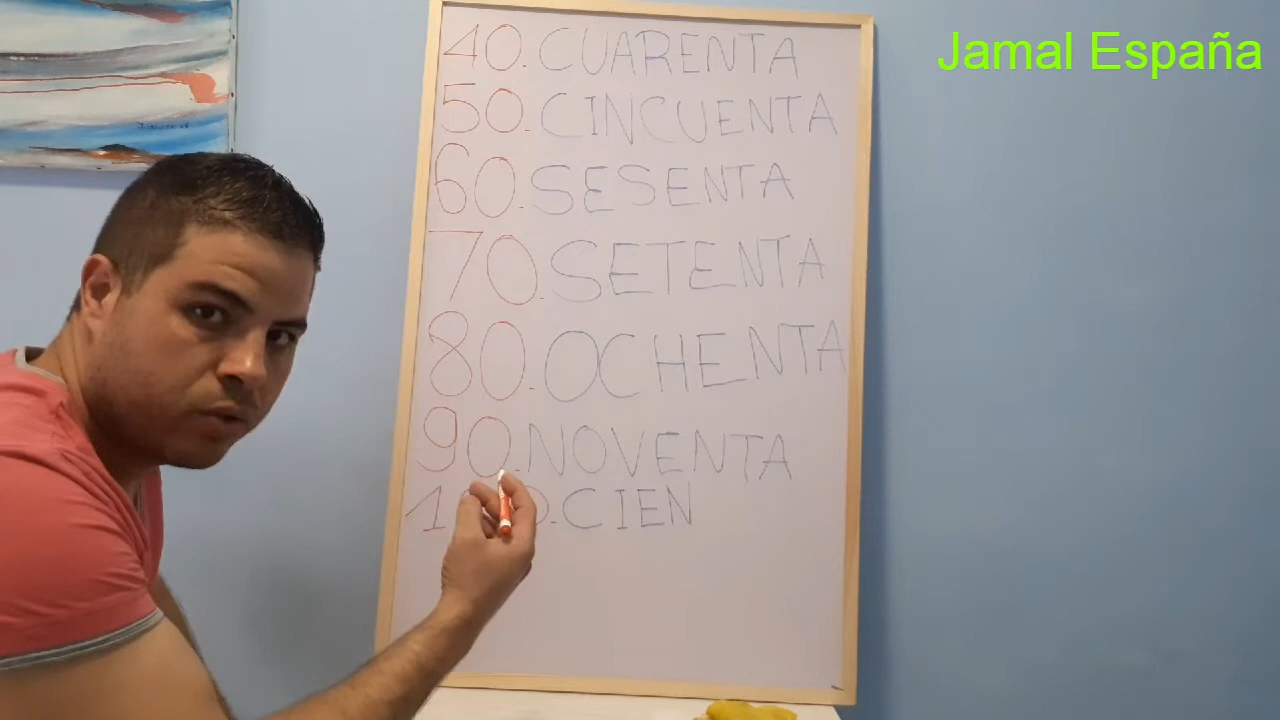 Jamal España
40.CUARENTA
50.CINCUENTA
60.SESENTA
70.SETENTA
80.OCHENTA
90.NOVENTA
CIEN